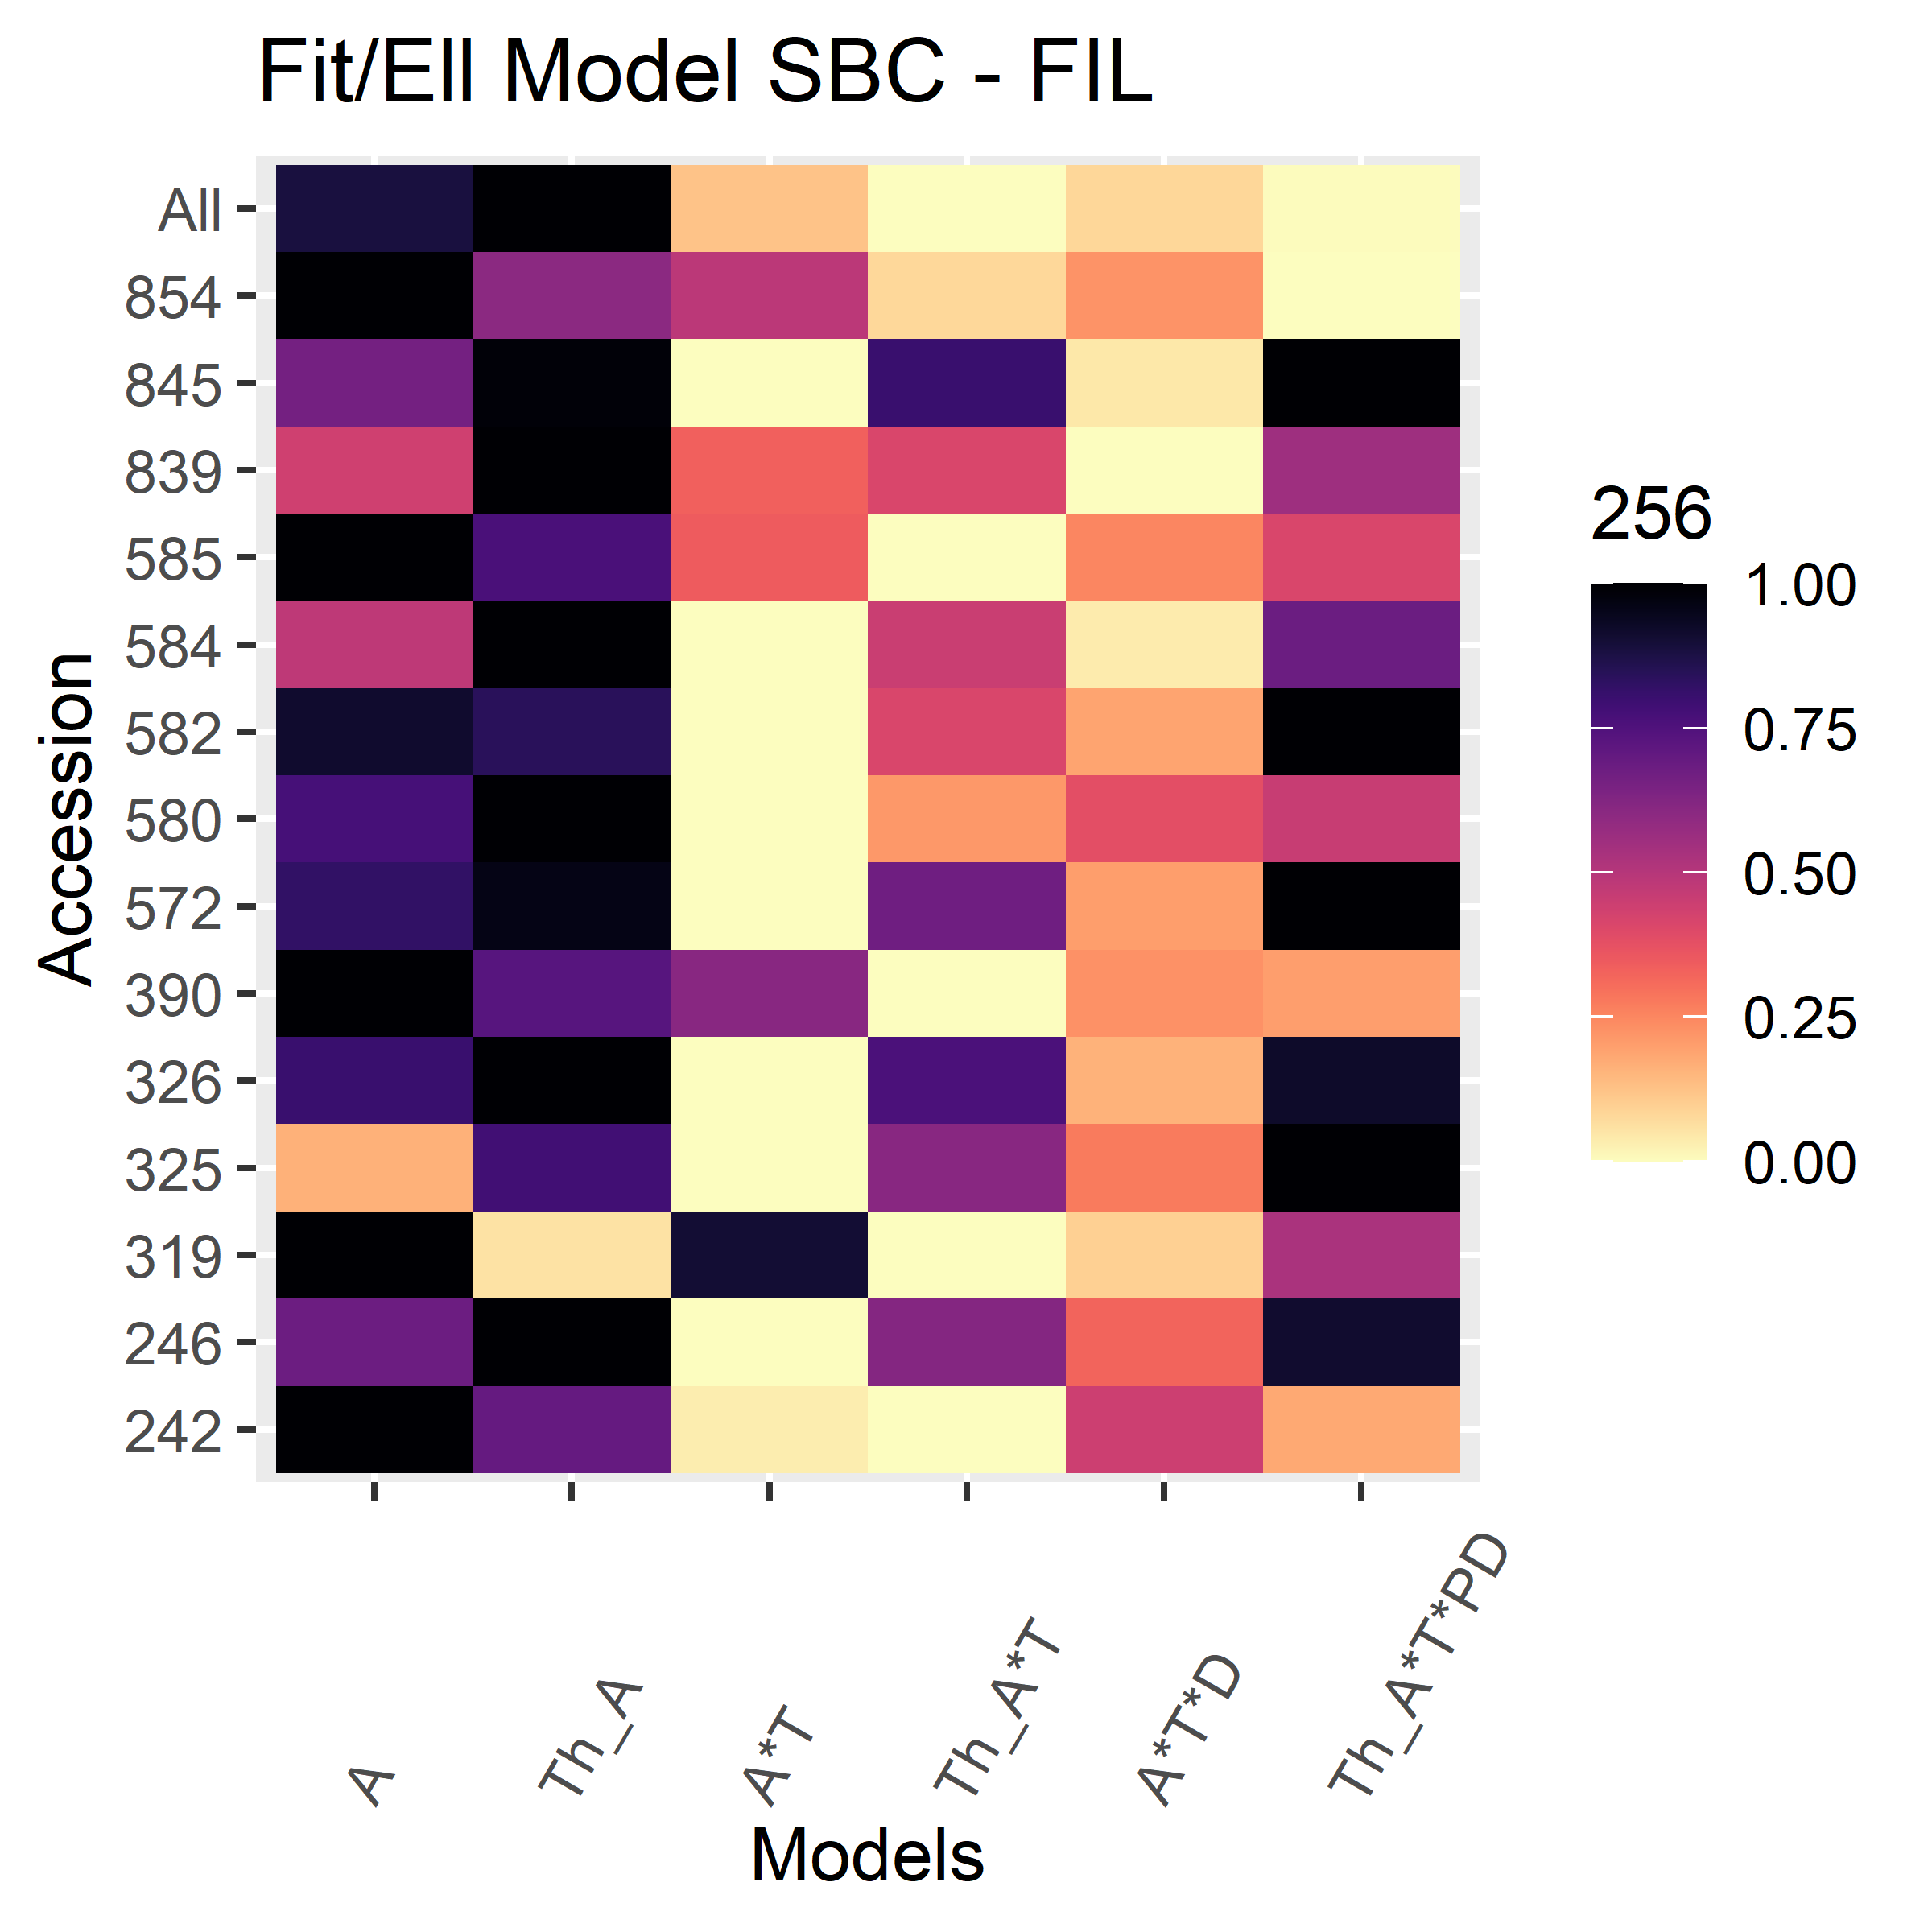 Fit/Ell Model SBC - FIL
All
854
845
839
585
584
582
580
572
390
326
325
319
246
242
Accession
A
Th_A
A*T
Th_A*T
A*T*D
Th_A*T*PD
Models
256
1.00
0.75
0.50
0.25
0.00